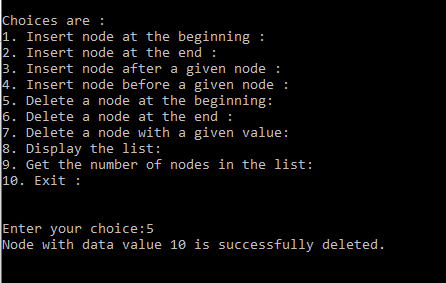 Choices are :
1. Insert node at the beginning :
2. Insert node at the end :
3. Insert node after a given node :
4. Insert node before a given node :
5. Delete a node at the beginning:
6. Delete a node at the end :
7. Delete a node with a given value:
8. Display the list:
9. Get the number of nodes in the list:
10. Exit :
Enter your choice:5
Node with data value 10 is successfully deleted.